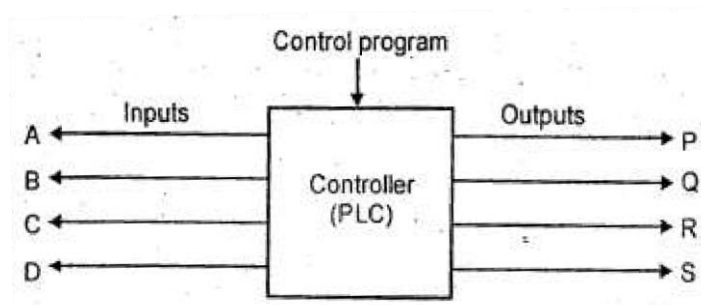 Control program
Inputs
Outputs
A
P
B
Q
Controller
(PLC)
C
R
D
S